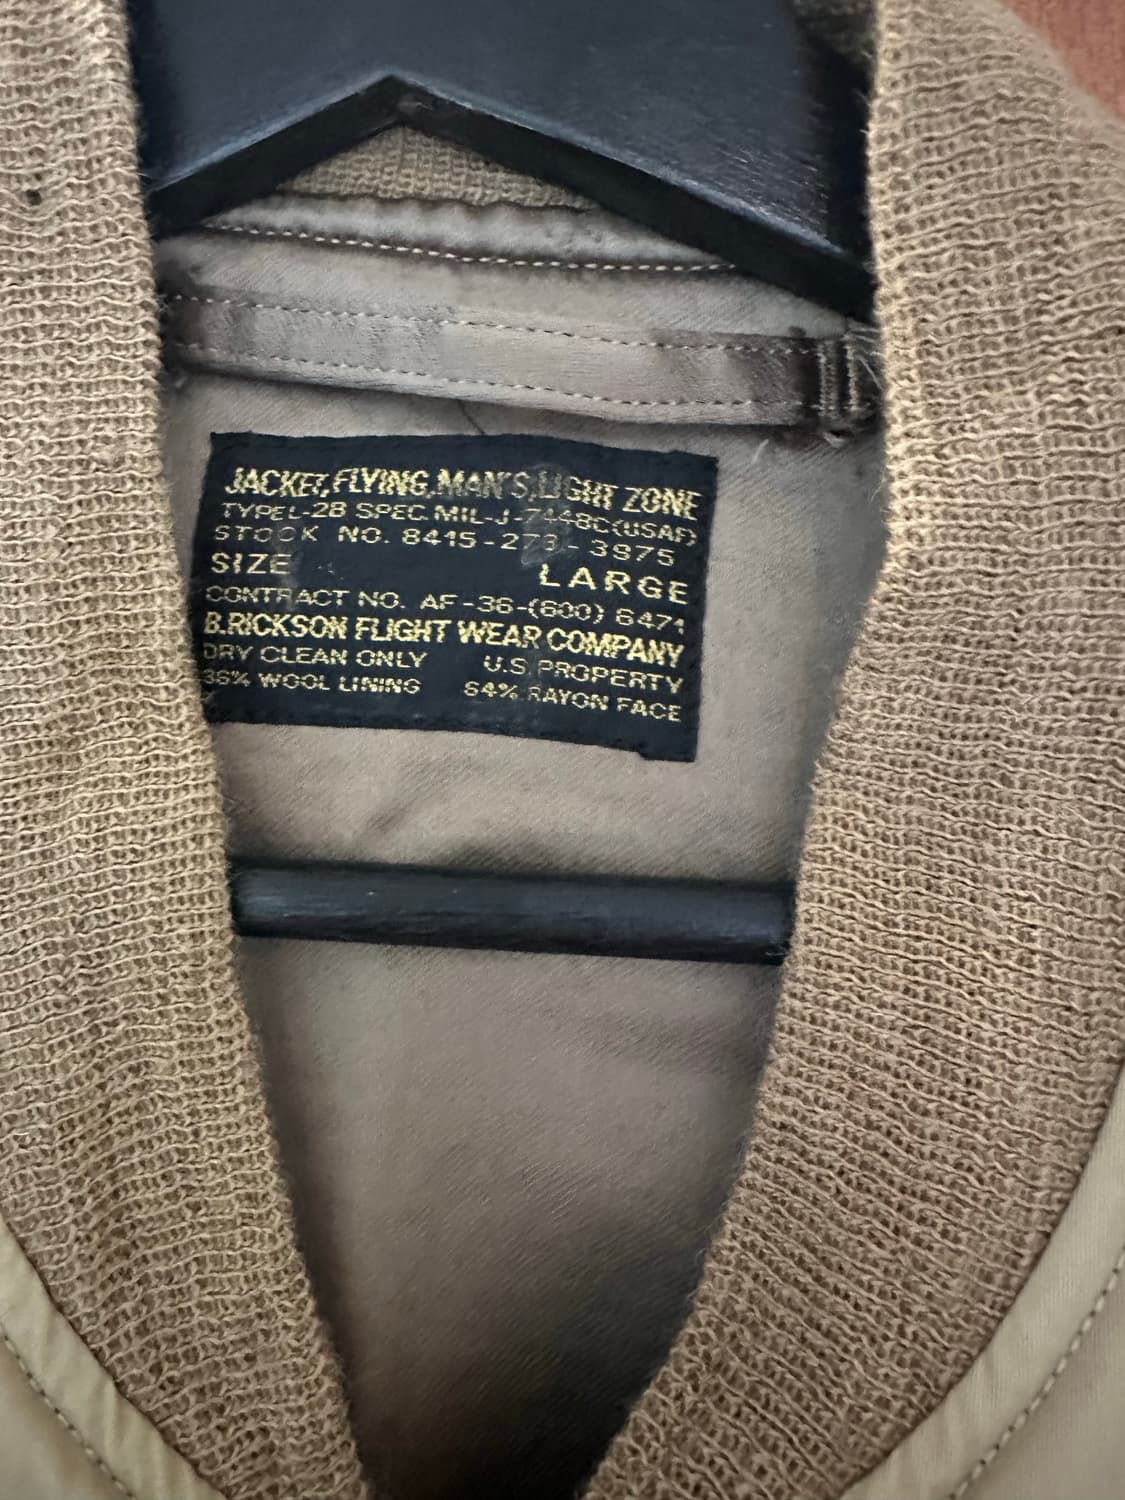 JACKET, FLYING, MAN'S, LIGHT ZONE
TYPE L-2B SPEC. MIL-J-7448C(USAF)
STOCK NO. 8415-273-3975
SIZE LARGE
CONTRACT NO. AF-36-(600) 6471
B.RICKSON FLIGHT WEAR COMPANY
DRY CLEAN ONLY U.S PROPERTY
36% WOOL LINING 64% RAYON FACE